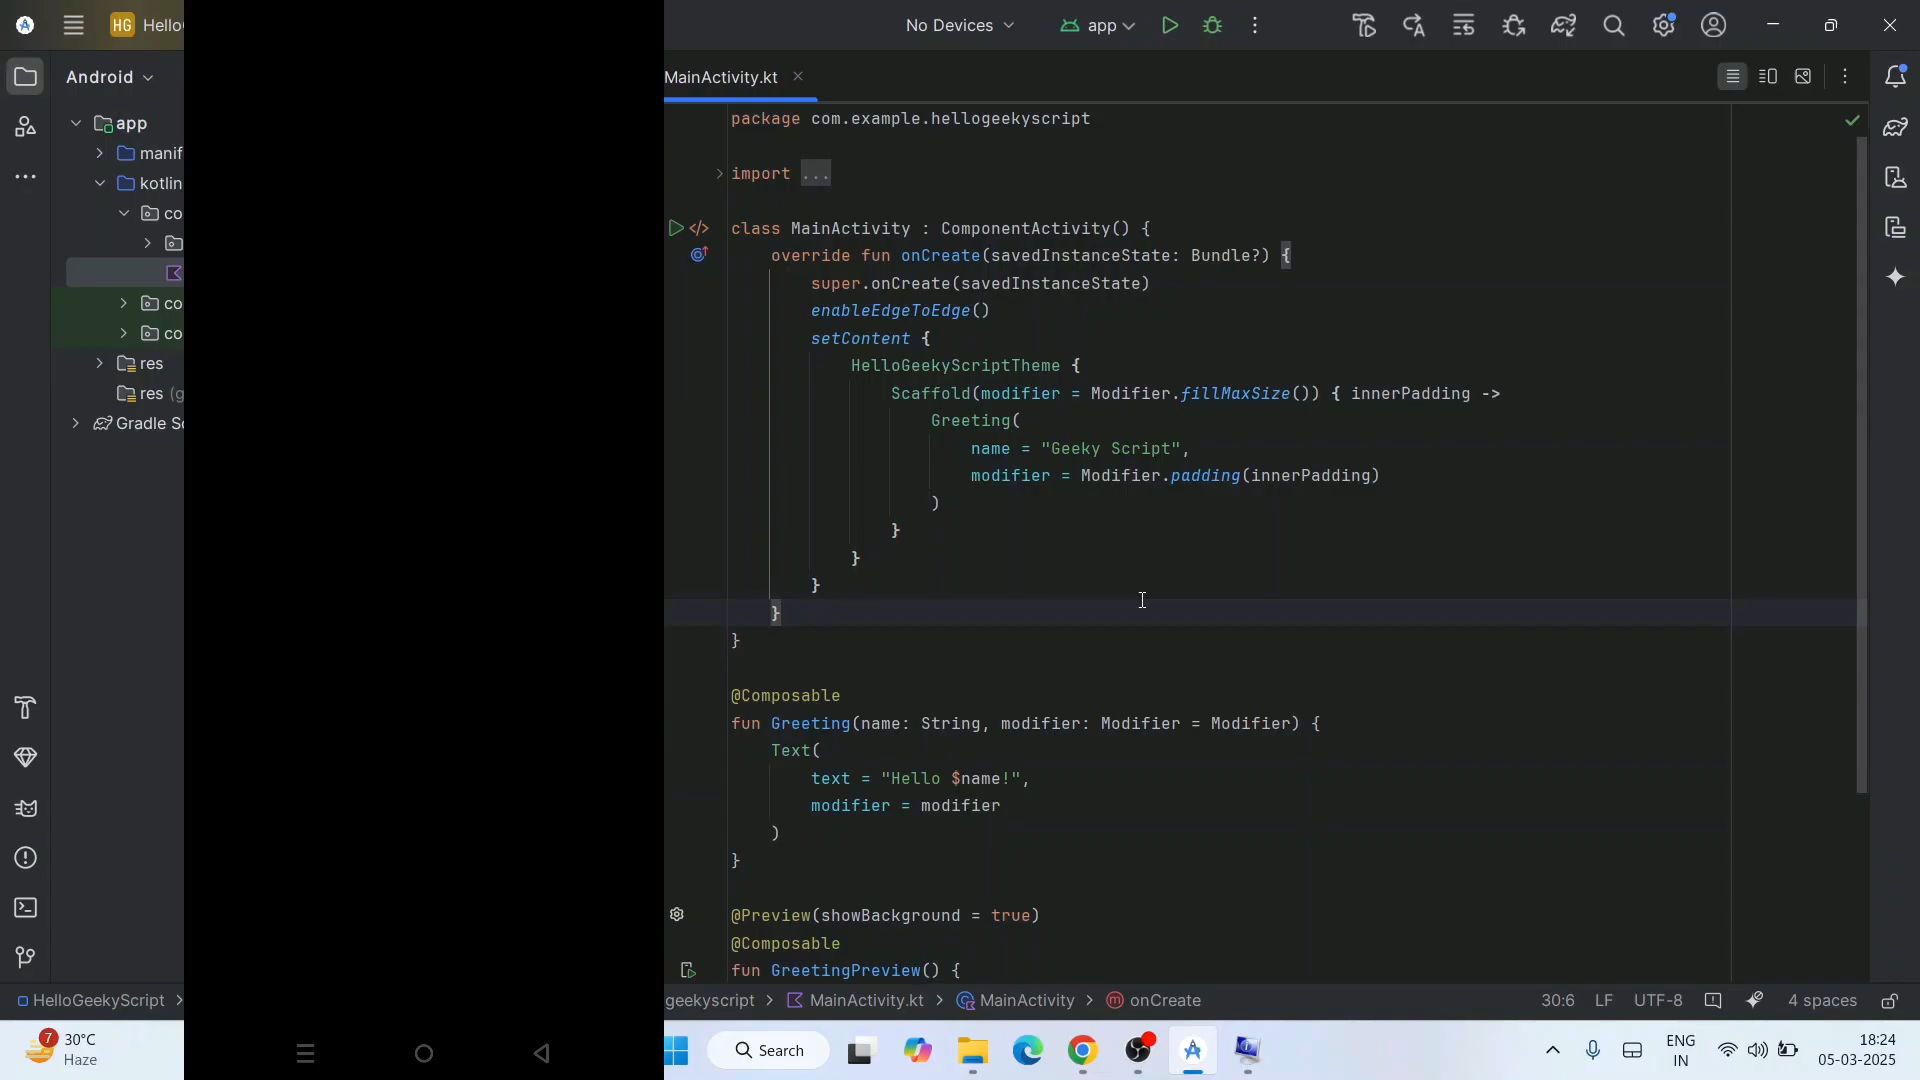 HG Hello
No Devices
app
Android
MainActivity.kt
app
manif
kotlin
co
co
co
res
res (g
Gradle Sc
package com.example.hellogeekyscript
import ...
class MainActivity : ComponentActivity() {
override fun onCreate(savedInstanceState: Bundle?) {
super.onCreate(savedInstanceState)
enableEdgeToEdge()
setContent {
HelloGeekyScriptTheme {
Scaffold(modifier = Modifier.fillMaxSize()) { innerPadding ->
Greeting(
name = "Geeky Script",
modifier = Modifier.padding(innerPadding)
)
}
}
}
}
}
@Composable
fun Greeting(name: String, modifier: Modifier = Modifier) {
Text(
text = "Hello $name!",
modifier = modifier
)
}
@Preview(showBackground = true)
@Composable
fun GreetingPreview() {
HelloGeekyScript > geekyscript > MainActivity.kt > MainActivity > onCreate
30:6 LF UTF-8 4 spaces
7 30°C
Haze
Search
ENG
IN
18:24
05-03-2025